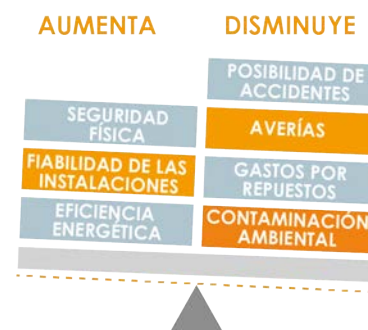 AUMENTA
SEGURIDAD
FÍSICA
FIABILIDAD DE LAS
INSTALACIONES
EFICIENCIA
ENERGÉTICA
DISMINUYE
POSIBILIDAD DE
ACCIDENTES
AVERÍAS
GASTOS POR
REPUESTOS
CONTAMINACIÓN
AMBIENTAL